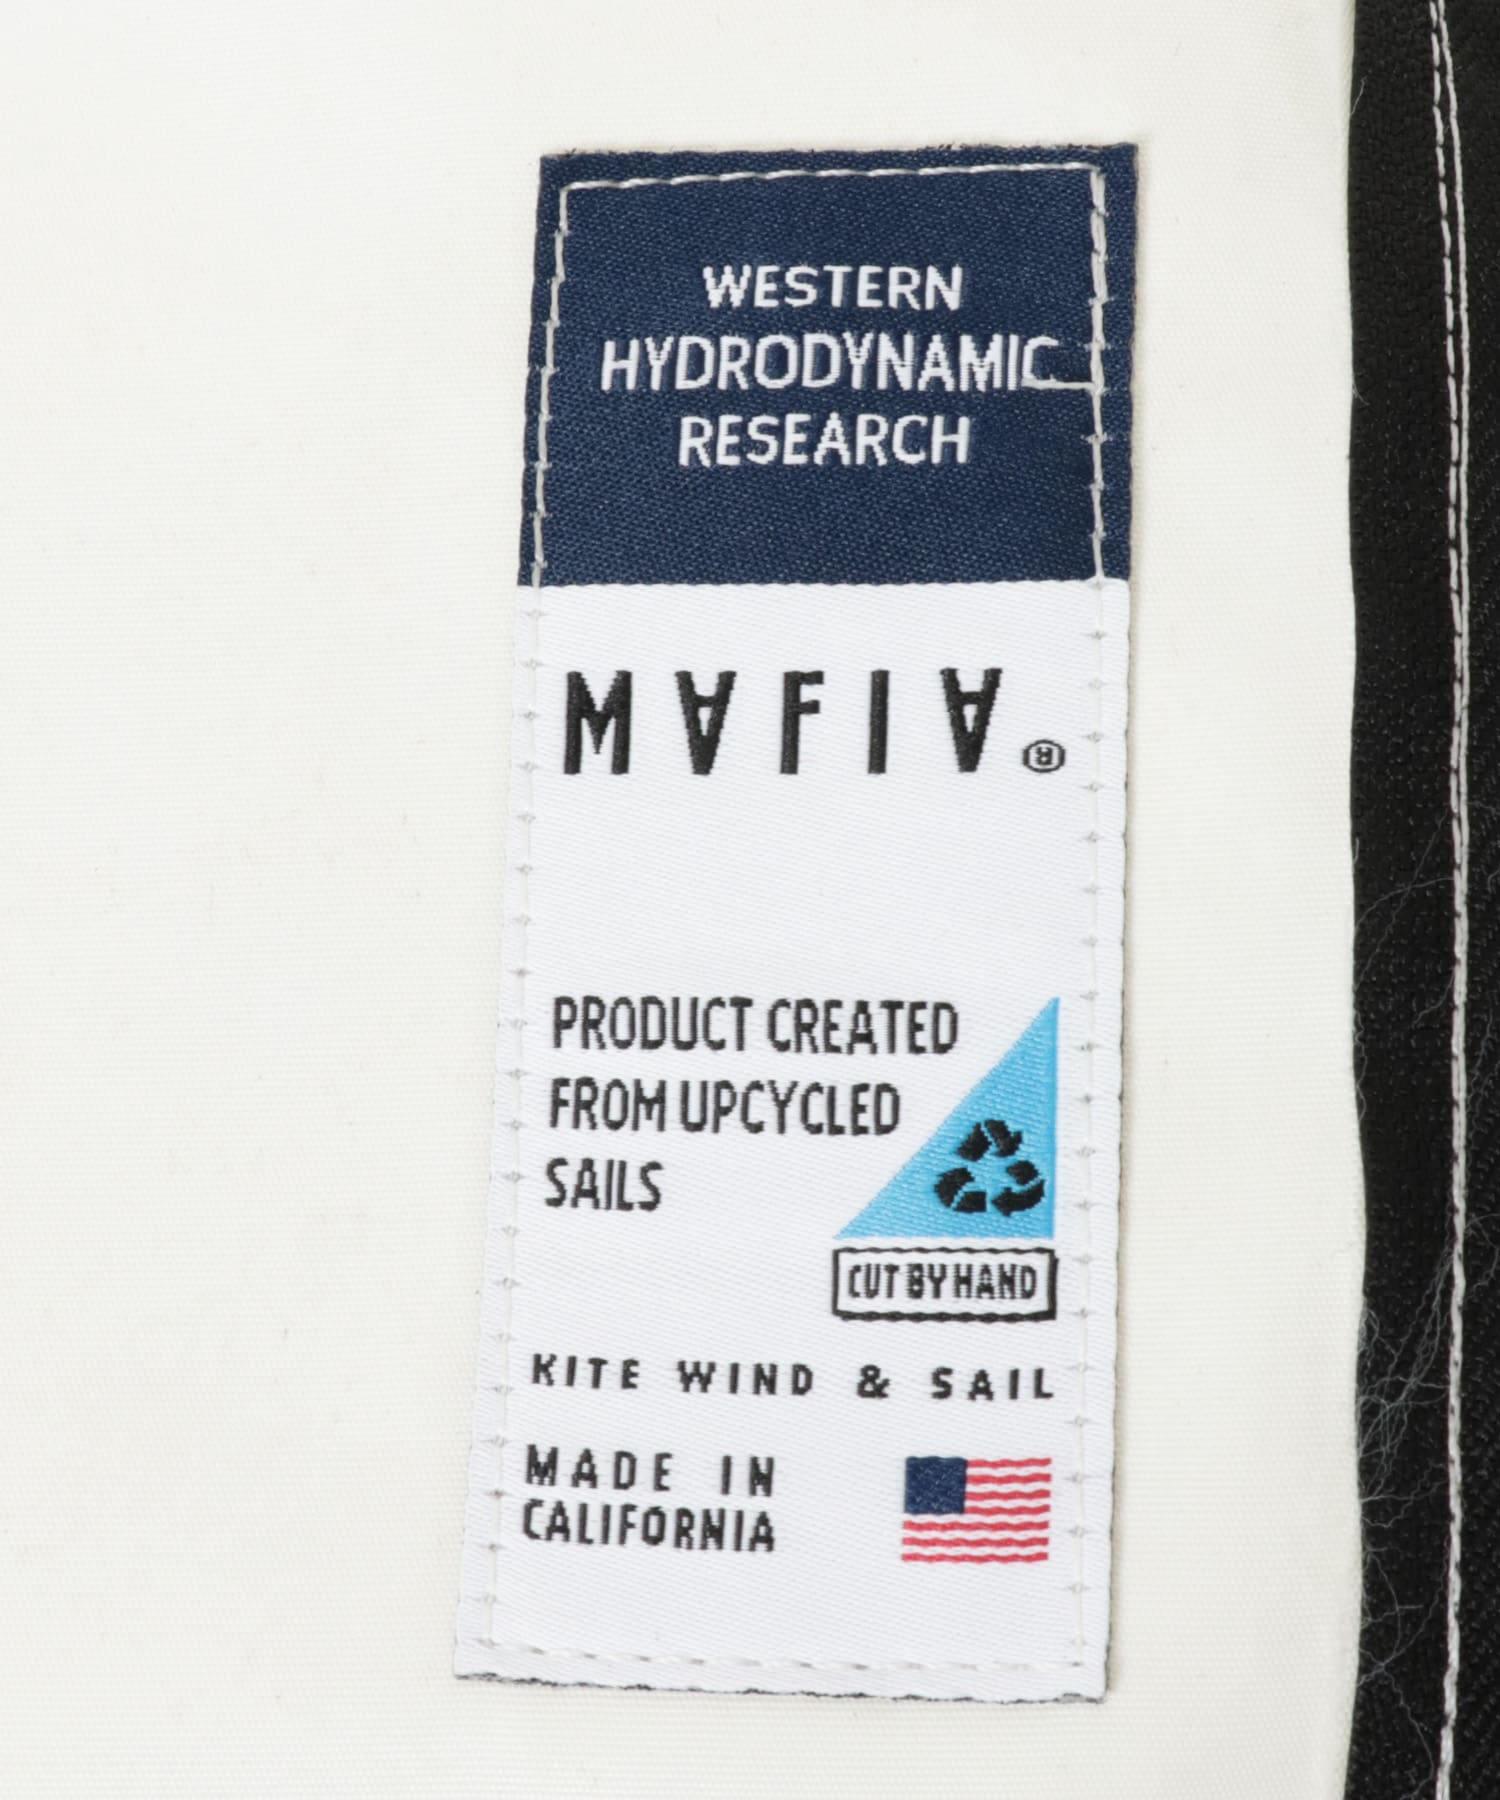 WESTERN
HYDRODYNAMIC
RESEARCH
MAFIA®
PRODUCT CREATED
FROM UPCYCLED
SAILS
CUT BY HAND
KITE WIND & SAIL
MADE IN
CALIFORNIA